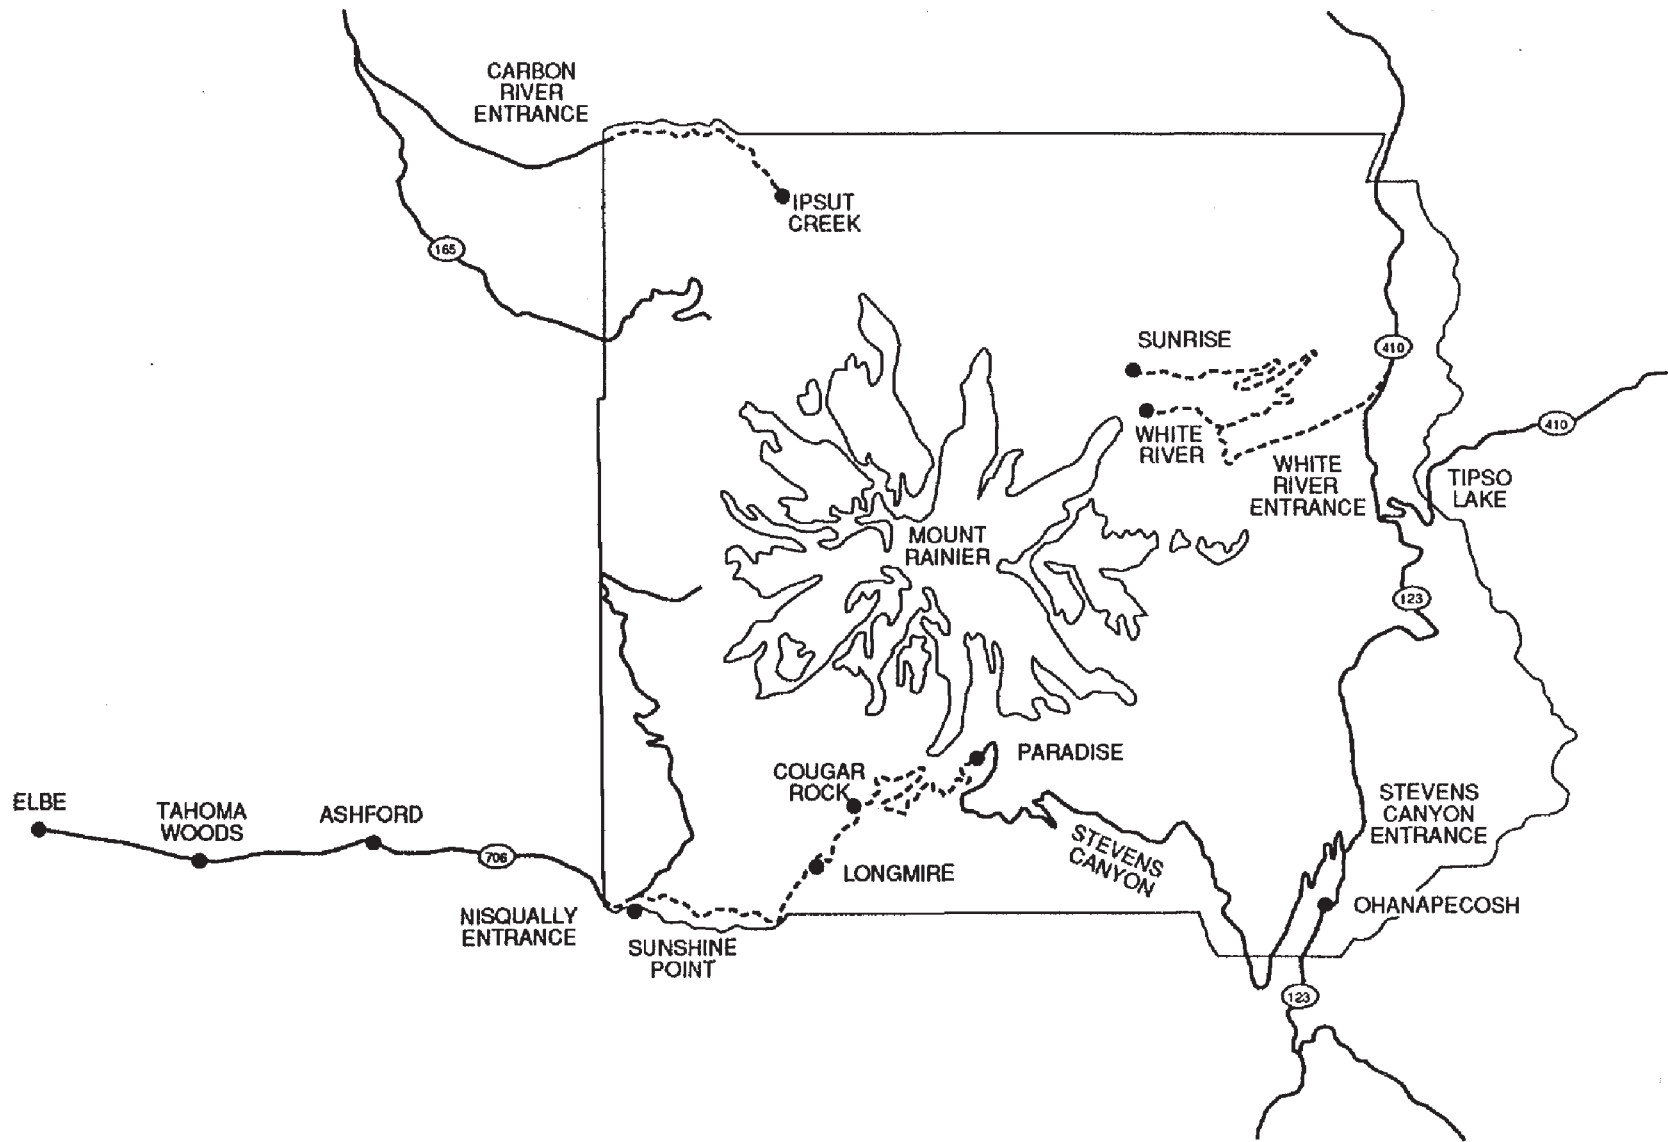 CARBON
RIVER
ENTRANCE
IPSUT
CREEK
165
SUNRISE
410
WHITE
RIVER
410
WHITE
RIVER
ENTRANCE
TIPSO
LAKE
MOUNT
RAINIER
123
PARADISE
COUGAR
ROCK
ELBE
TAHOMA
WOODS
ASHFORD
706
STEVENS
CANYON
ENTRANCE
STEVENS
CANYON
LONGMIRE
OHANAPECOSH
NISQUALLY
ENTRANCE
SUNSHINE
POINT
123